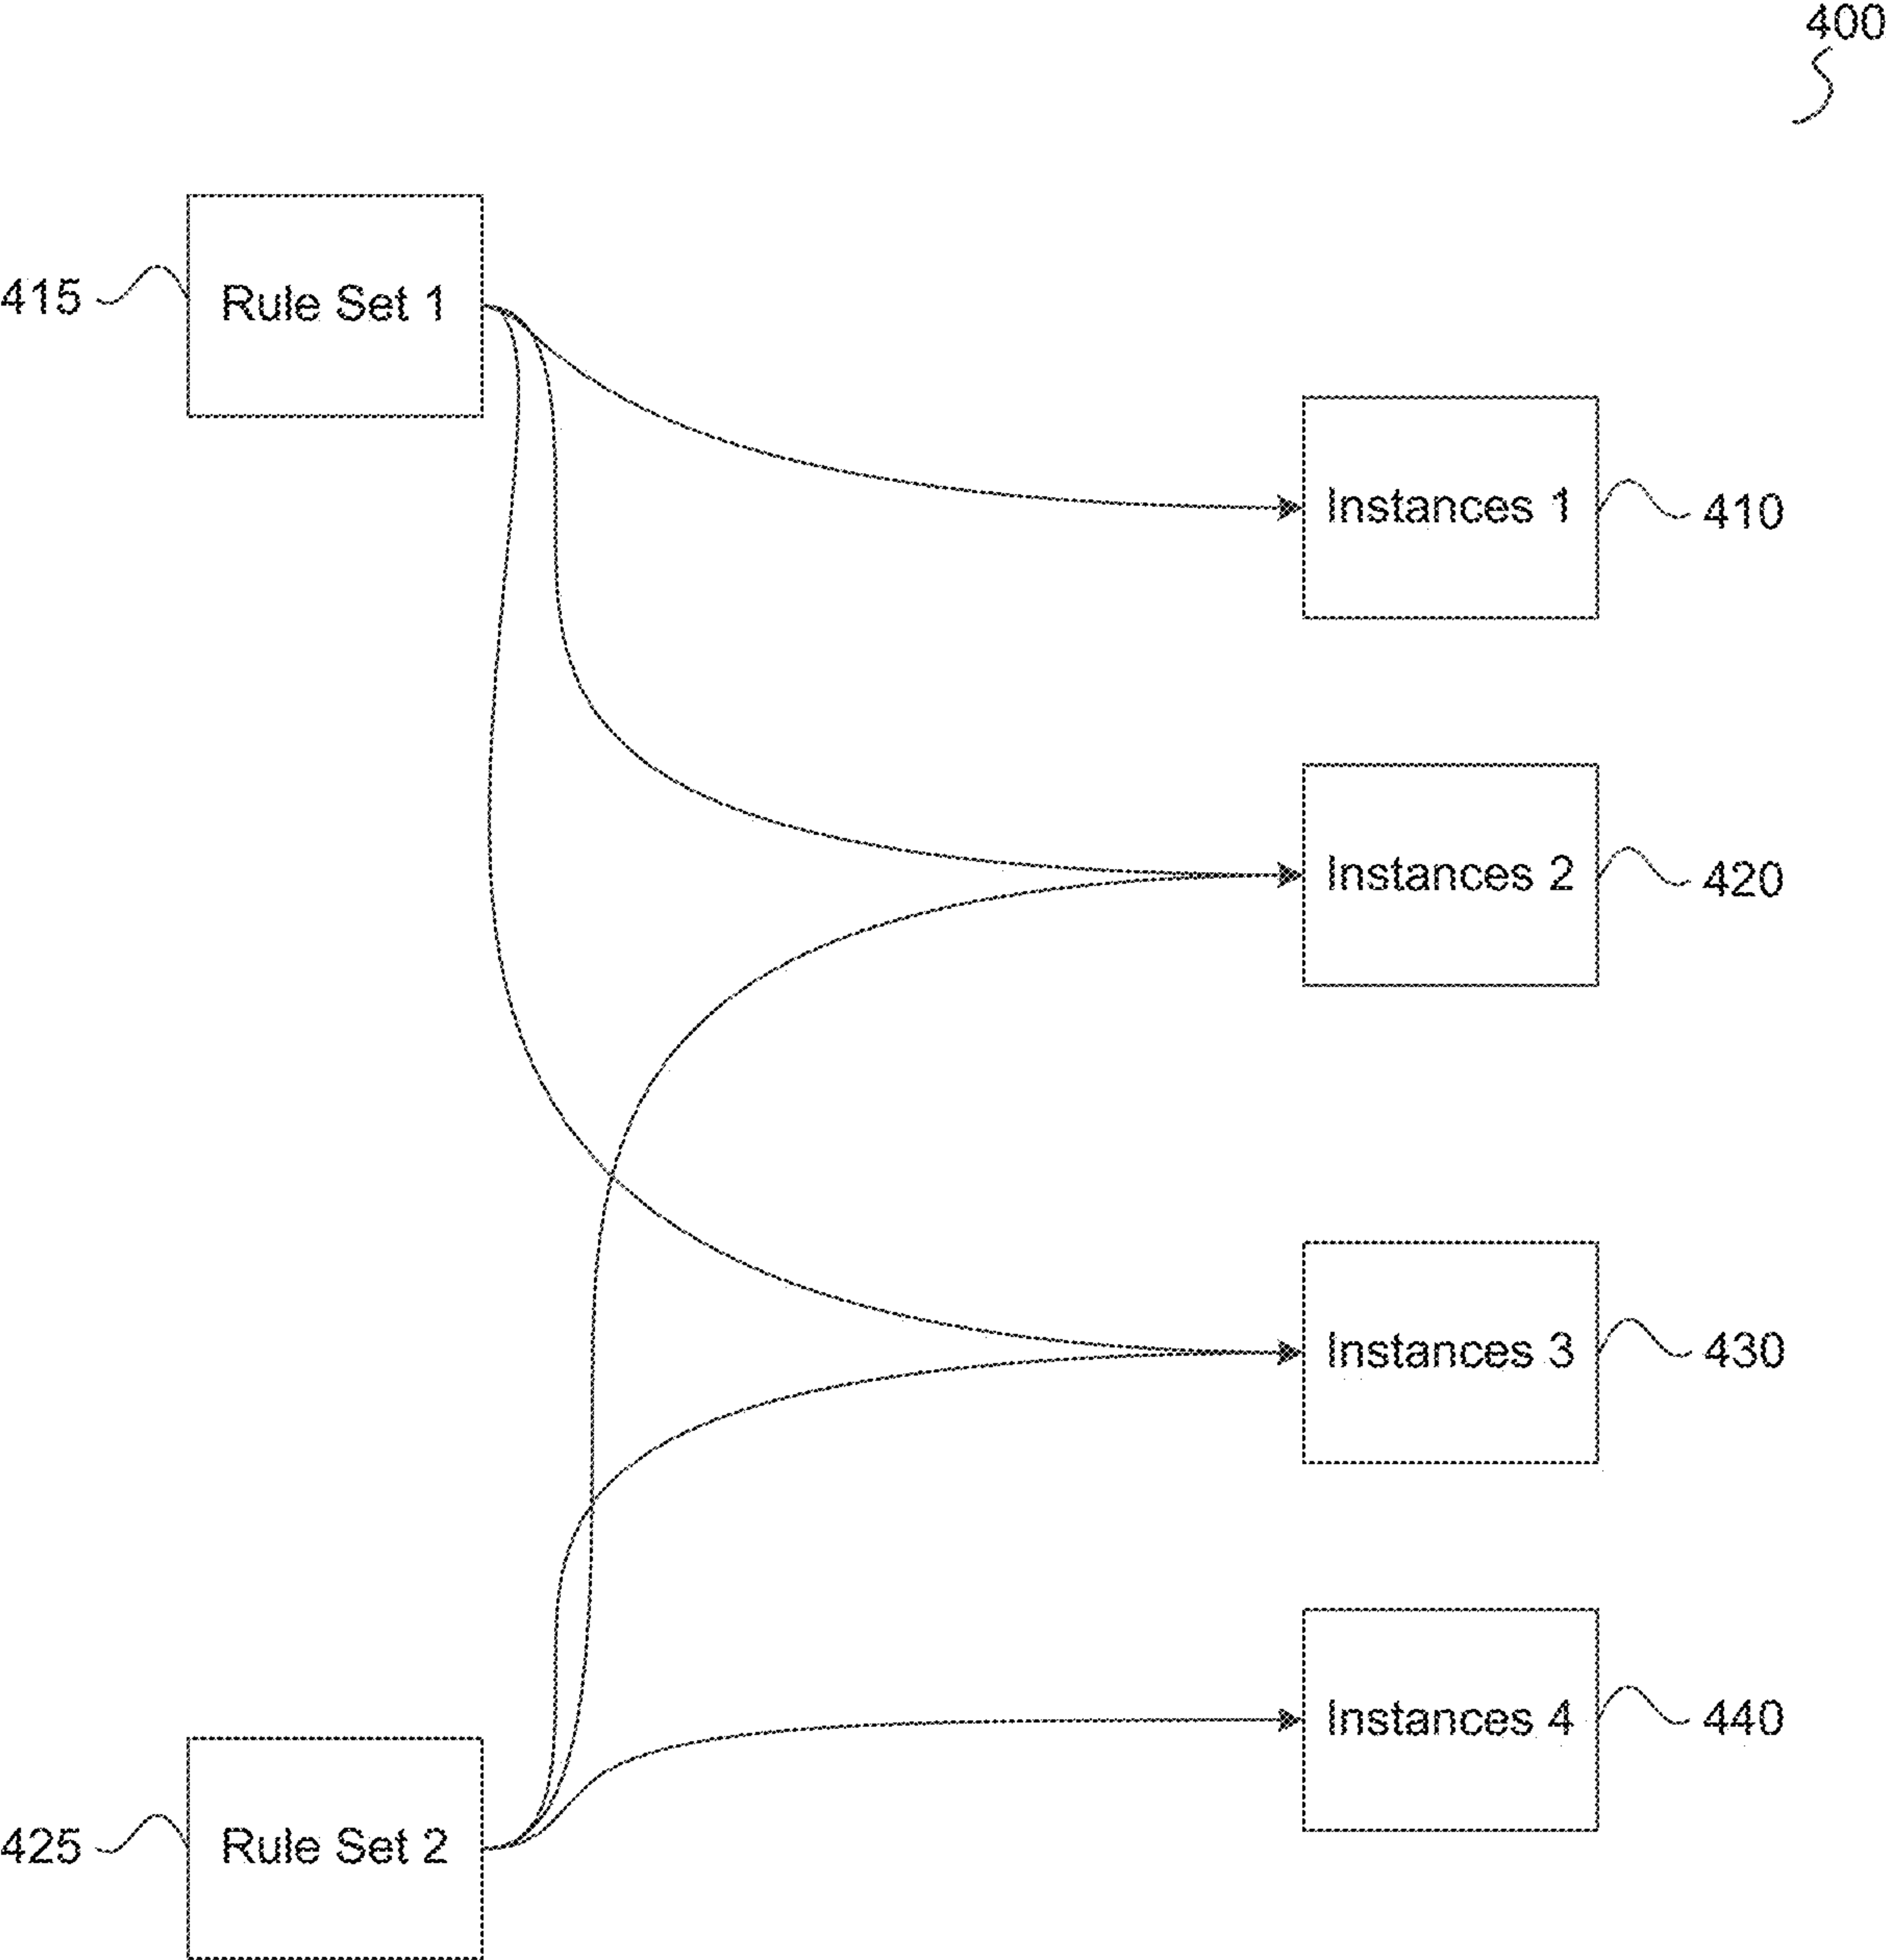 400
415 Rule Set 1
Instances 1 410
Instances 2 420
Instances 3 430
Instances 4 440
425 Rule Set 2